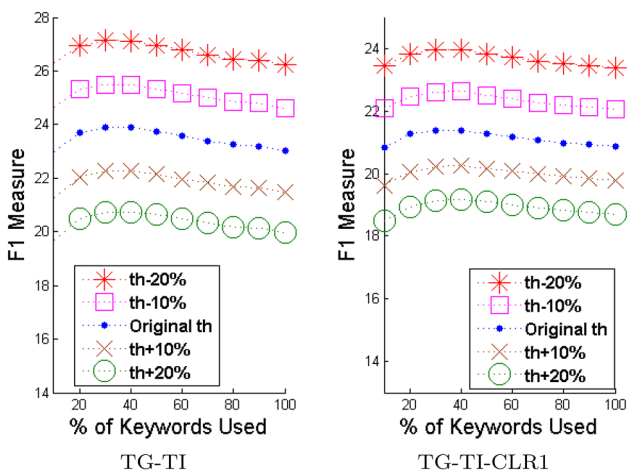 28
26
24
22
20
18
16
14
F1 Measure
th-20%
th-10%
Original th
th+10%
th+20%
20 40 60 80 100
% of Keywords Used
TG-TI
24
22
20
18
16
14
F1 Measure
th-20%
th-10%
Original th
th+10%
th+20%
20 40 60 80 100
% of Keywords Used
TG-TI-CLR1